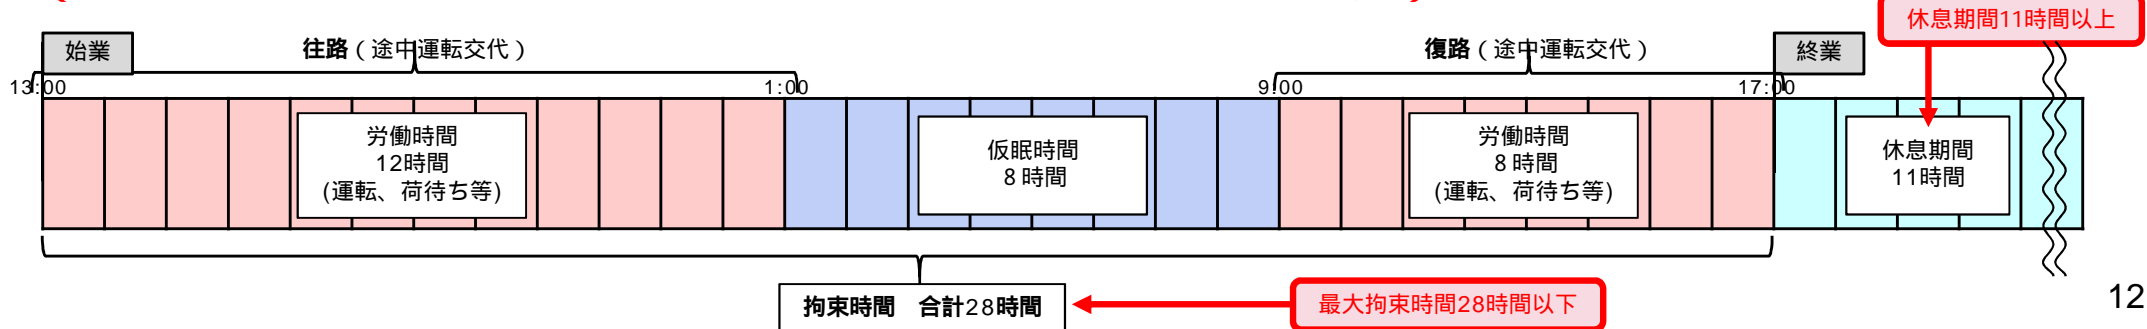 休息期間11時間以上
始業
往路（途中運転交代）
復路（途中運転交代）
終業
13:00
1:00
9:00
17:00
労働時間
12時間
(運転、荷待ち等)
仮眠時間
８時間
労働時間
８時間
(運転、荷待ち等)
休息期間
11時間
拘束時間　合計28時間
最大拘束時間28時間以下
12